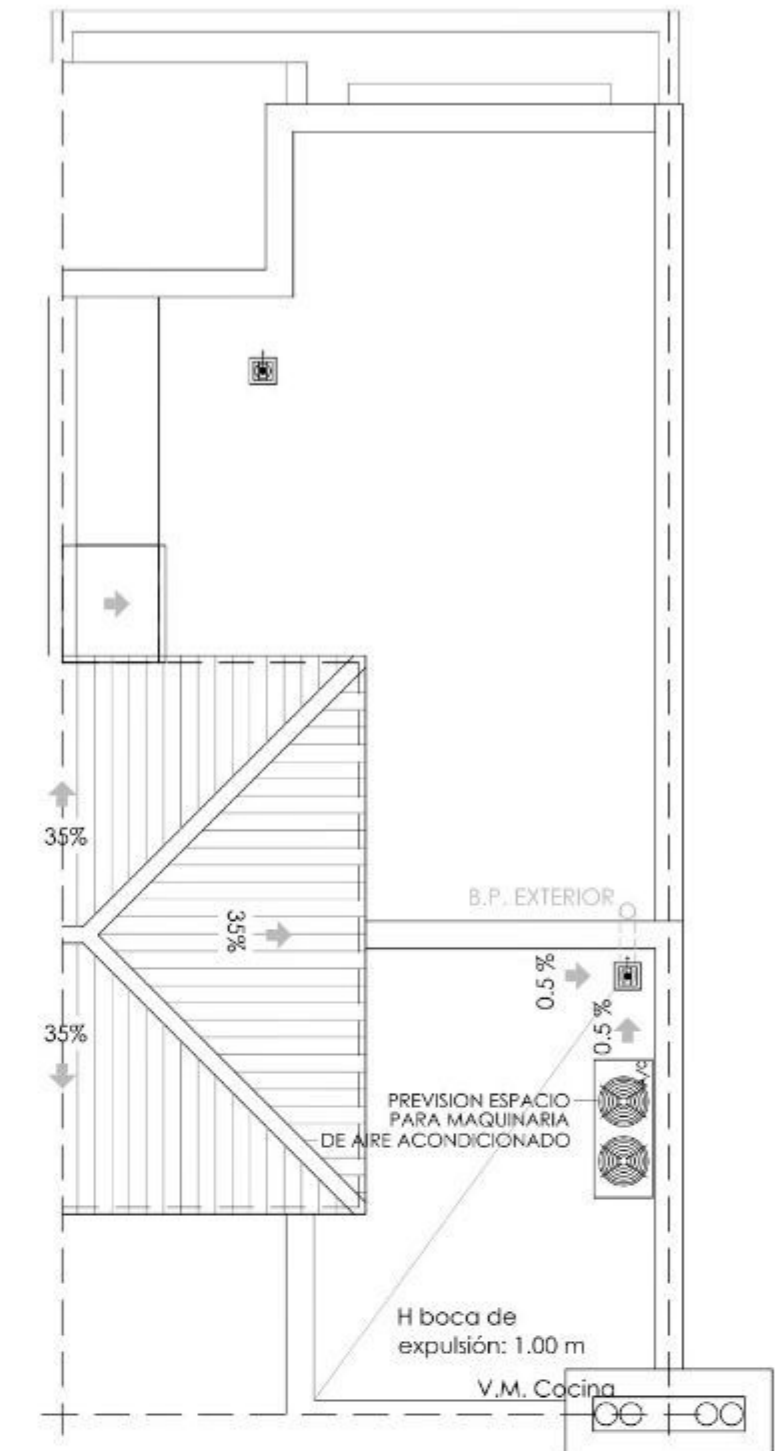 35%
B.P. EXTERIOR
35%
0.5 %
35%
0.5 %
PREVISION ESPACIO
PARA MAQUINARIA
DE AIRE ACONDICIONADO
H boca de
expulsión: 1.00 m
V.M. Cocina